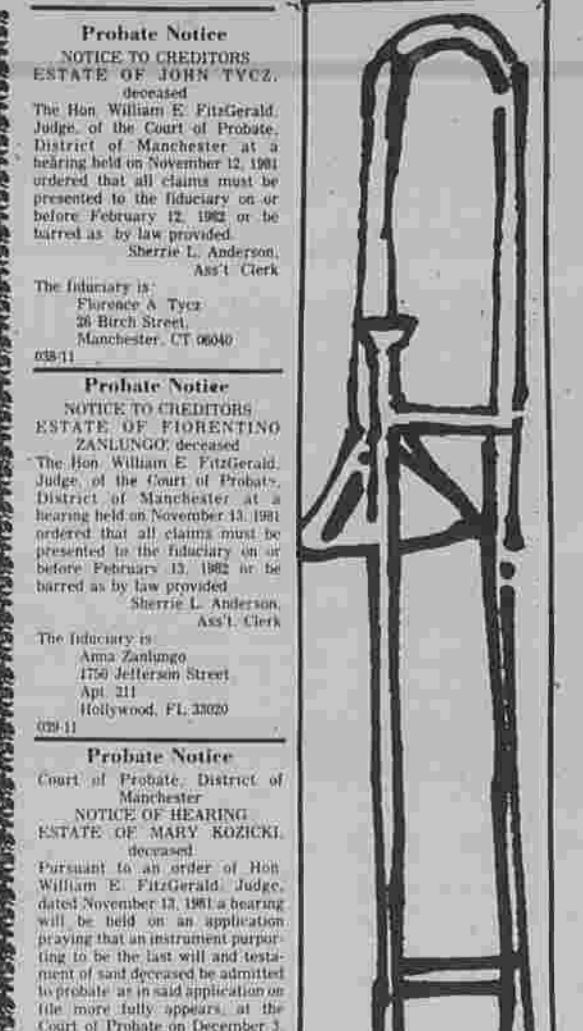 Probate Notice
NOTICE TO CREDITORS
ESTATE OF JOHN TYCZ,
deceased
The Hon. William E. FitzGerald,
Judge, of the Court of Probate,
District of Manchester at a
hearing held on November 12, 1981
ordered that all claims must be
presented to the fiduciary on or
before February 12, 1982 or be
barred as by law provided.
Sherrie L. Anderson,
Ass't. Clerk
The fiduciary is:
Florence A. Tycz
26 Birch Street,
Manchester, CT 06040
038-11
Probate Notice
NOTICE TO CREDITORS
ESTATE OF FIORENTINO
ZANLUNGO, deceased
The Hon. William E. FitzGerald,
Judge, of the Court of Probate,
District of Manchester at a
hearing held on November 13, 1981
ordered that all claims must be
presented to the fiduciary on or
before February 13, 1982 or be
barred as by law provided.
Sherrie L. Anderson,
Ass't. Clerk
The fiduciary is:
Anna Zanlungo
1750 Jefferson Street
Apt. 211
Hollywood, FL 33020
039-11
Probate Notice
Court of Probate, District of
Manchester
NOTICE OF HEARING
ESTATE OF MARY KOZICKI,
deceased
Pursuant to an order of Hon.
William E. FitzGerald, Judge,
dated November 13, 1981 a hearing
will be held on an application
praying that an instrument purpor-
ting to be the last will and testa-
ment of said deceased be admitted
to probate as in said application on
file more fully appears, at the
Court of Probate on December 3,